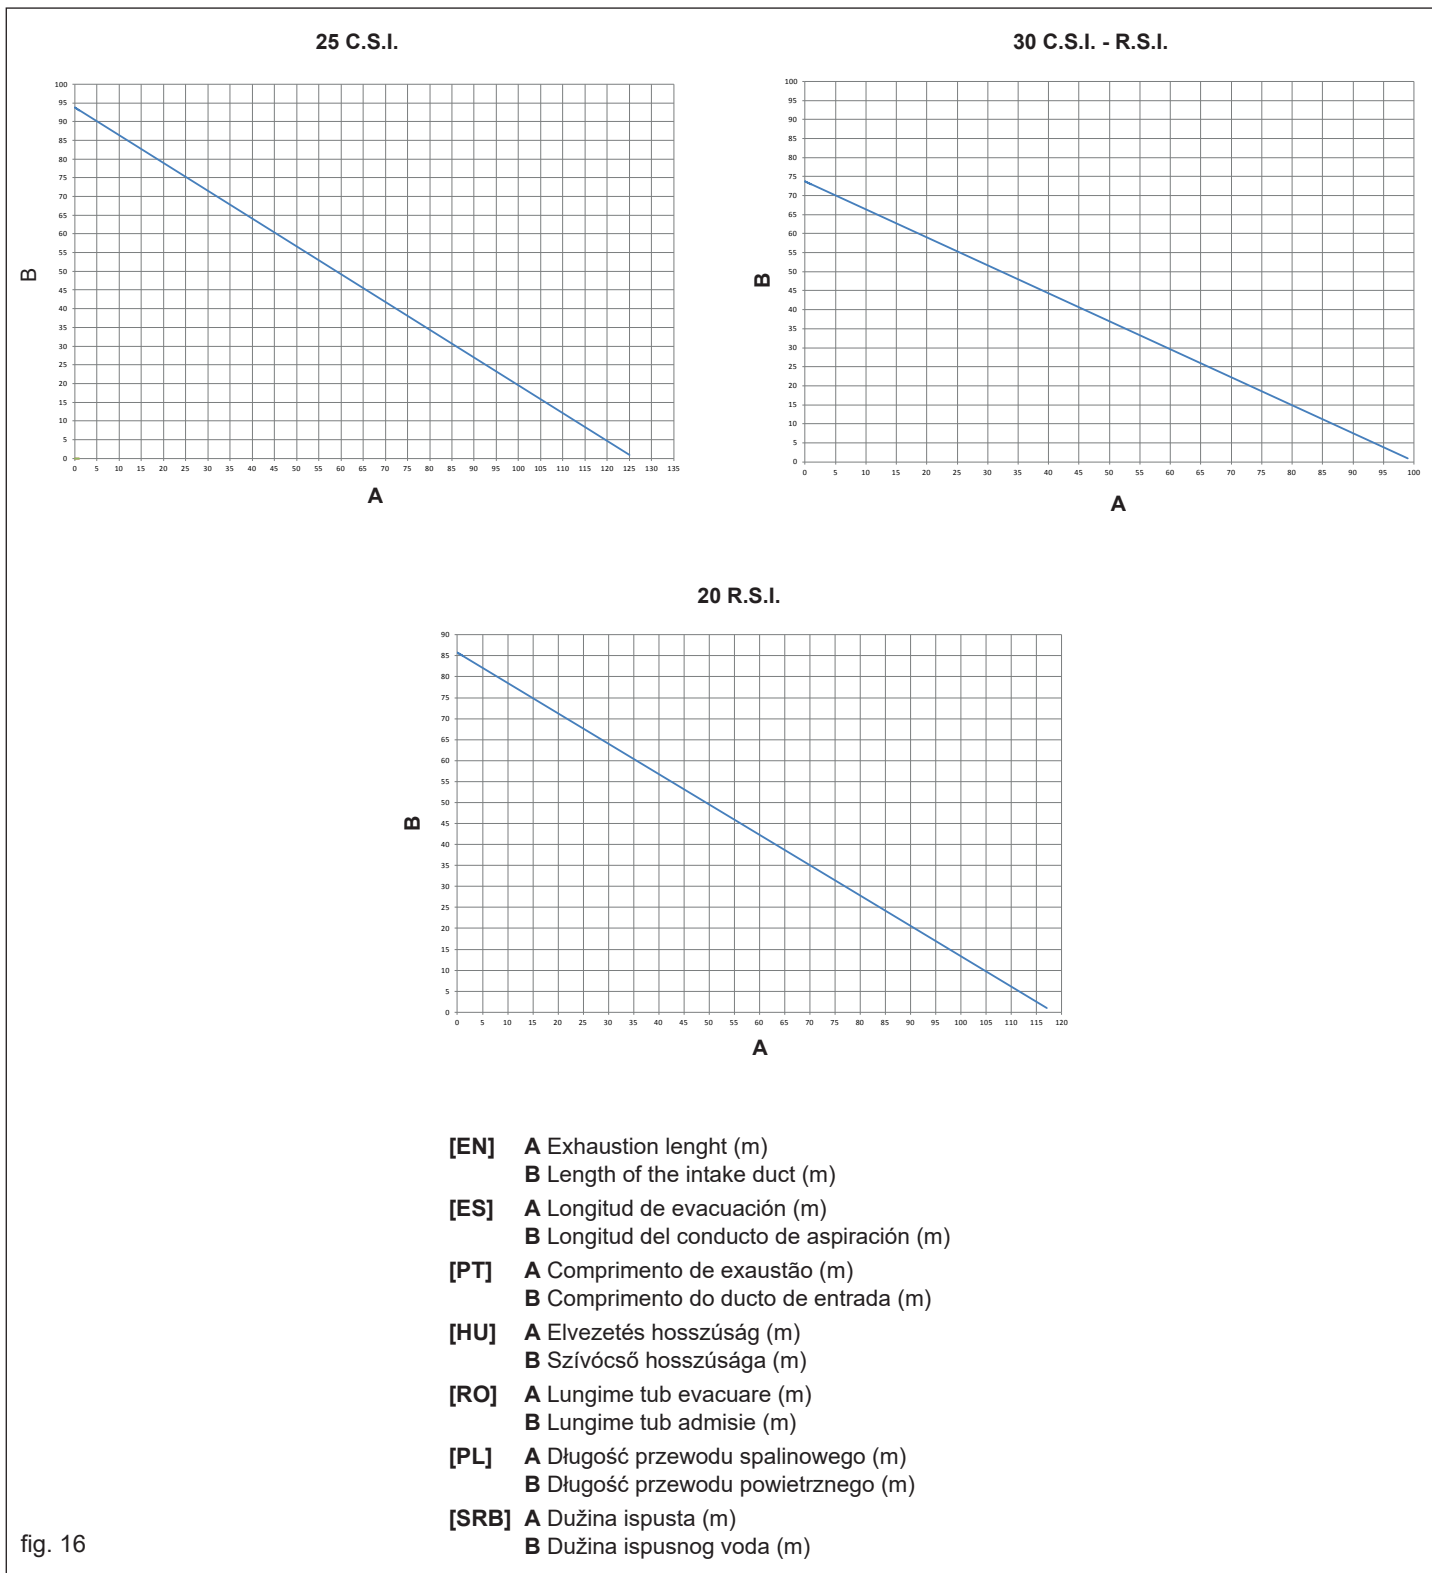 25 C.S.I.
30 C.S.I. - R.S.I.
100
95
90
85
80
75
70
65
60
55
50
45
40
35
30
25
20
15
10
5
0
B
0 5 10 15 20 25 30 35 40 45 50 55 60 65 70 75 80 85 90 95 100 105 110 115 120 125 130 135
A
100
95
90
85
80
75
70
65
60
55
50
45
40
35
30
25
20
15
10
5
0
B
0 5 10 15 20 25 30 35 40 45 50 55 60 65 70 75 80 85 90 95 100
A
20 R.S.I.
90
85
80
75
70
65
60
55
50
45
40
35
30
25
20
15
10
5
0
B
0 5 10 15 20 25 30 35 40 45 50 55 60 65 70 75 80 85 90 95 100 105 110 115 120
A
[EN] A Exhaustion lenght (m)
B Length of the intake duct (m)
[ES] A Longitud de evacuación (m)
B Longitud del conducto de aspiración (m)
[PT] A Comprimento de exaustão (m)
B Comprimento do ducto de entrada (m)
[HU] A Elvezetés hosszúság (m)
B Szívócső hosszúsága (m)
[RO] A Lungime tub evacuare (m)
B Lungime tub admisie (m)
[PL] A Długość przewodu spalinowego (m)
B Długość przewodu powietrznego (m)
[SRB] A Dužina ispusta (m)
B Dužina ispusnog voda (m)
fig. 16